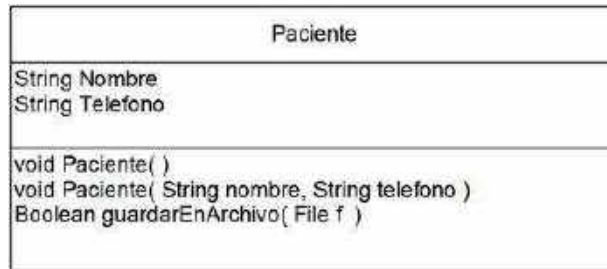 Paciente
String Nombre
String Telefono
void Paciente( )
void Paciente( String nombre, String telefono )
Boolean guardarEnArchivo( File f )